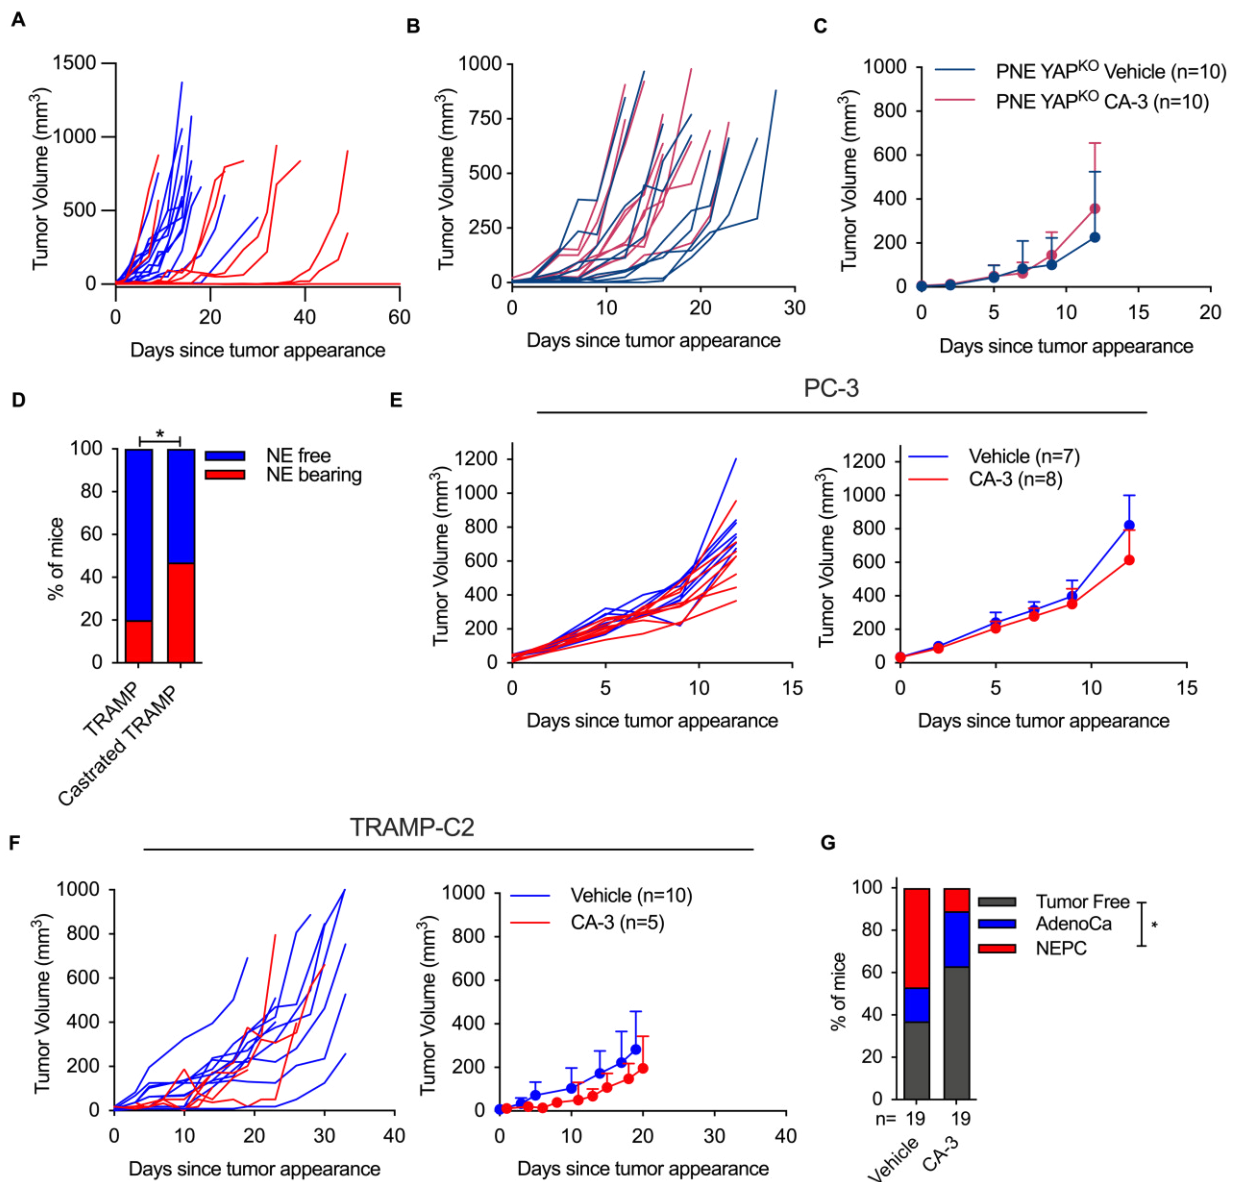 A
1500
1000
500
0
Tumor Volume (mm³)
0 20 40 60
Days since tumor appearance
B
1000
750
500
250
0
Tumor Volume (mm³)
0 10 20 30
Days since tumor appearance
C
1000
800
600
400
200
0
Tumor Volume (mm³)
PNE YAPᴷᴼ Vehicle (n=10)
PNE YAPᴷᴼ CA-3 (n=10)
0 5 10 15 20
Days since tumor appearance
D
*
100
80
60
40
20
0
% of mice
NE free
NE bearing
TRAMP
Castrated TRAMP
E
PC-3
1200
1000
800
600
400
200
0
Tumor Volume (mm³)
0 5 10 15
Days since tumor appearance
1200
1000
800
600
400
200
0
Tumor Volume (mm³)
Vehicle (n=7)
CA-3 (n=8)
0 5 10 15
Days since tumor appearance
F
TRAMP-C2
1000
800
600
400
200
0
Tumor Volume (mm³)
0 10 20 30 40
Days since tumor appearance
1000
800
600
400
200
0
Tumor Volume (mm³)
Vehicle (n=10)
CA-3 (n=5)
0 10 20 30 40
Days since tumor appearance
G
100
80
60
40
20
0
% of mice
Tumor Free
AdenoCa
NEPC
*
n= 19 19
Vehicle
CA-3